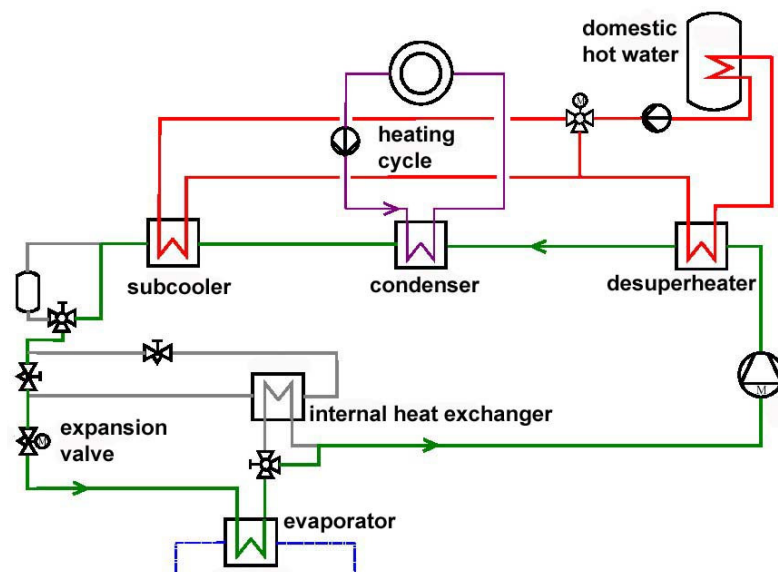 domestic
hot water
M
heating
cycle
subcooler
condenser
desuperheater
M
internal heat exchanger
expansion
valve
M
evaporator